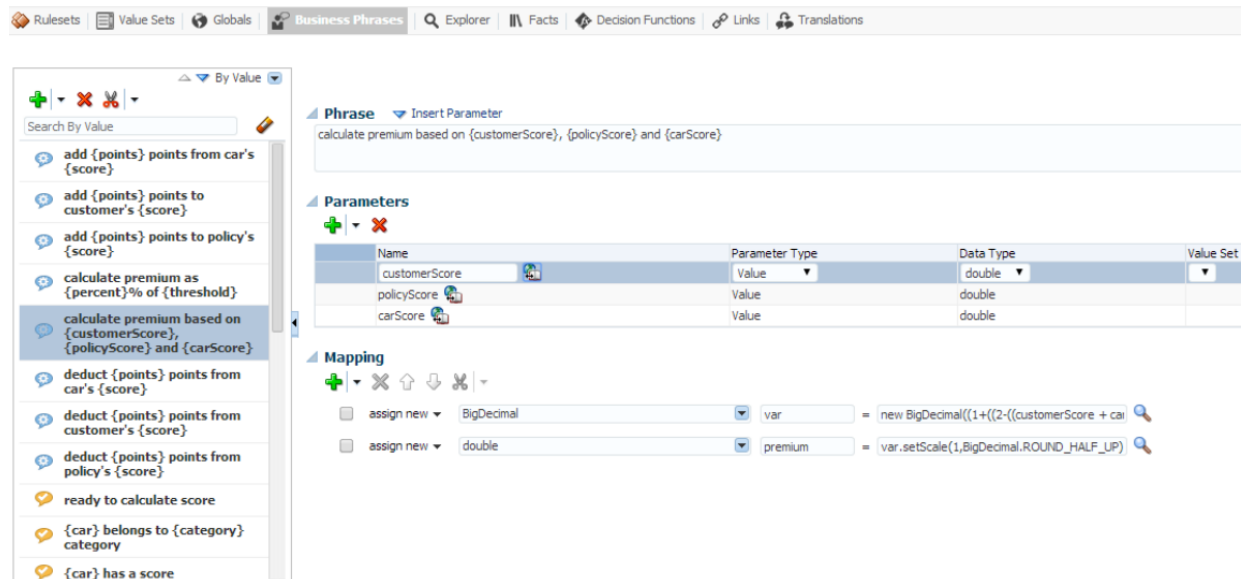 Rulesets Value Sets Globals Business Phrases Explorer Facts Decision Functions Links Translations
By Value
Search By Value
add {points} points from car's
{score}
add {points} points to
customer's {score}
add {points} points to policy's
{score}
calculate premium as
{percent}% of {threshold}
calculate premium based on
{customerScore},
{policyScore} and {carScore}
deduct {points} points from
car's {score}
deduct {points} points from
customer's {score}
deduct {points} points from
policy's {score}
ready to calculate score
{car} belongs to {category}
category
{car} has a score
Phrase Insert Parameter
calculate premium based on {customerScore}, {policyScore} and {carScore}
Parameters
Name Parameter Type Data Type Value Set
customerScore Value double
policyScore Value double
carScore Value double
Mapping
assign new BigDecimal var = new BigDecimal((1+((2-((customerScore + car
assign new double premium = var.setScale(1,BigDecimal.ROUND_HALF_UP)